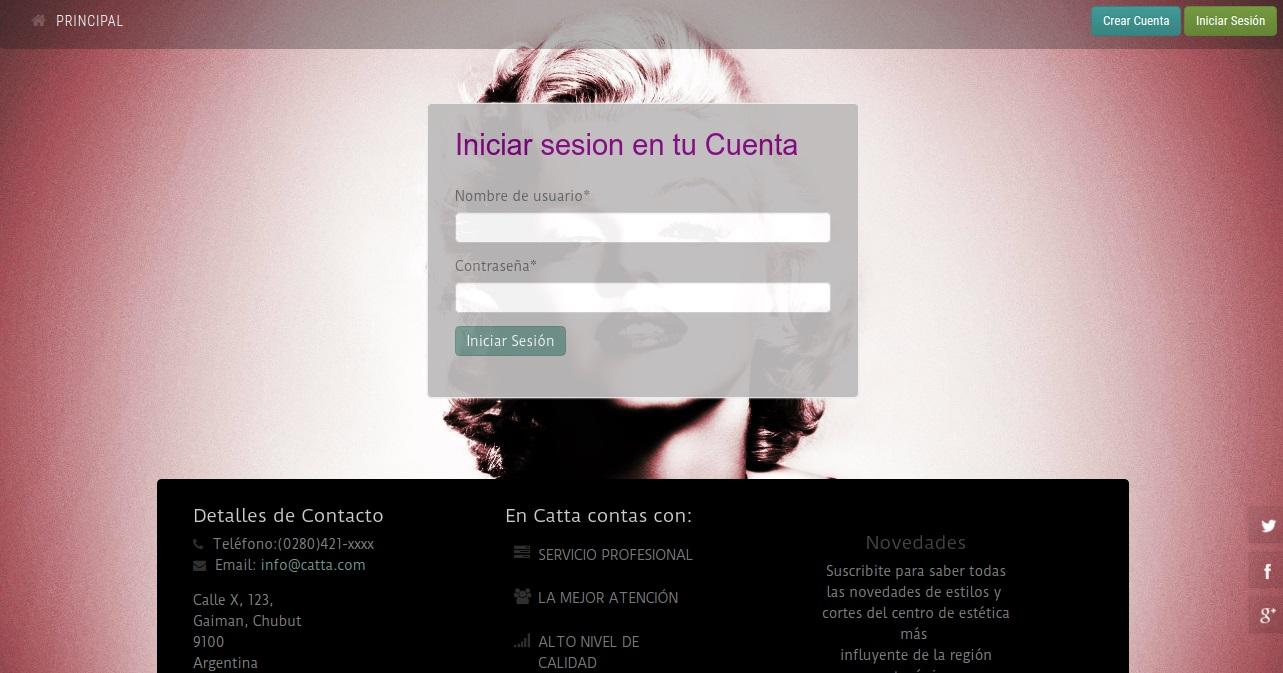 PRINCIPAL
Crear Cuenta
Iniciar Sesión
Iniciar sesion en tu Cuenta
Nombre de usuario*
Contraseña*
Iniciar Sesión
Detalles de Contacto
Teléfono:(0280)421-xxxx
Email: info@catta.com
Calle X, 123,
Gaiman, Chubut
9100
Argentina
En Catta contas con:
SERVICIO PROFESIONAL
LA MEJOR ATENCIÓN
ALTO NIVEL DE
CALIDAD
Novedades
Suscribite para saber todas
las novedades de estilos y
cortes del centro de estética
más
influyente de la región